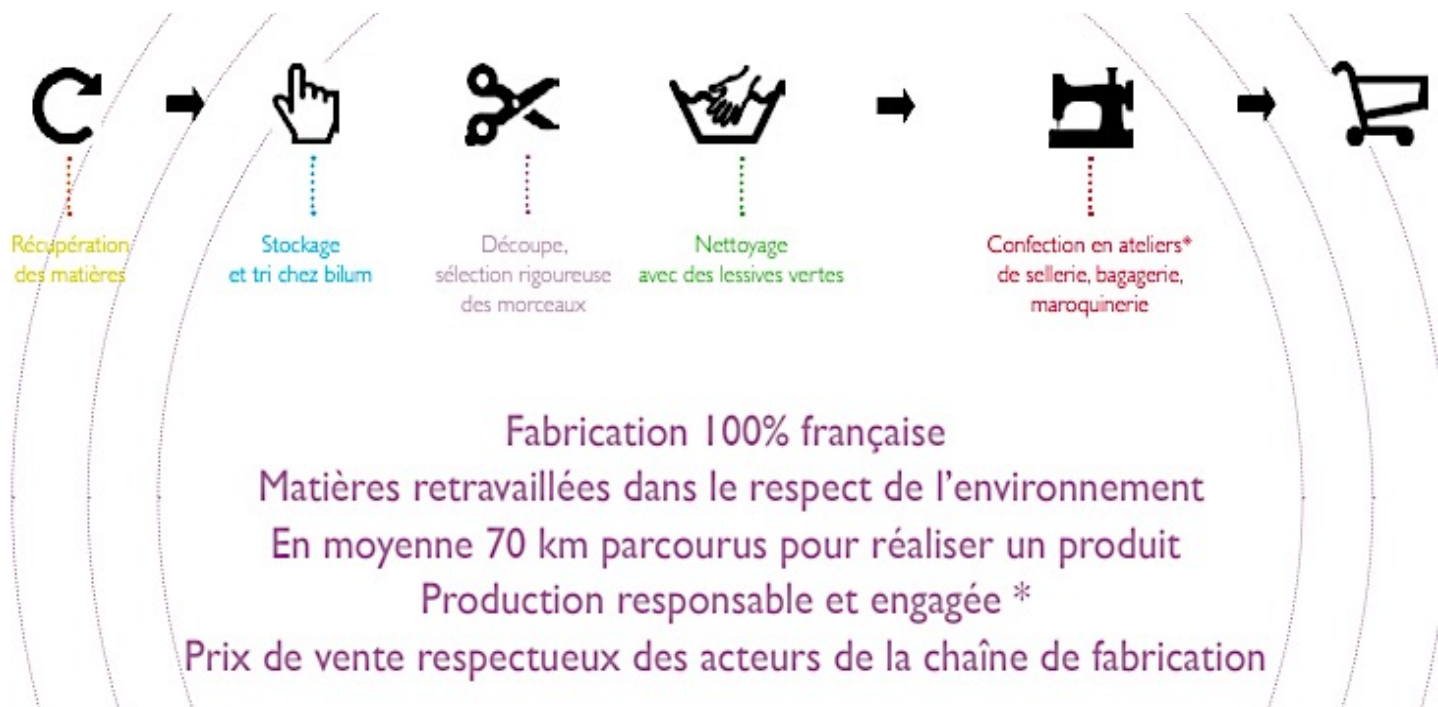 Récupération
des matières
Stockage
et tri chez bilum
Découpe,
sélection rigoureuse
des morceaux
Nettoyage
avec des lessives vertes
Confection en ateliers*
de sellerie, bagagerie,
maroquinerie
Fabrication 100% française
Matières retravaillées dans le respect de l'environnement
En moyenne 70 km parcourus pour réaliser un produit
Production responsable et engagée *
Prix de vente respectueux des acteurs de la chaîne de fabrication